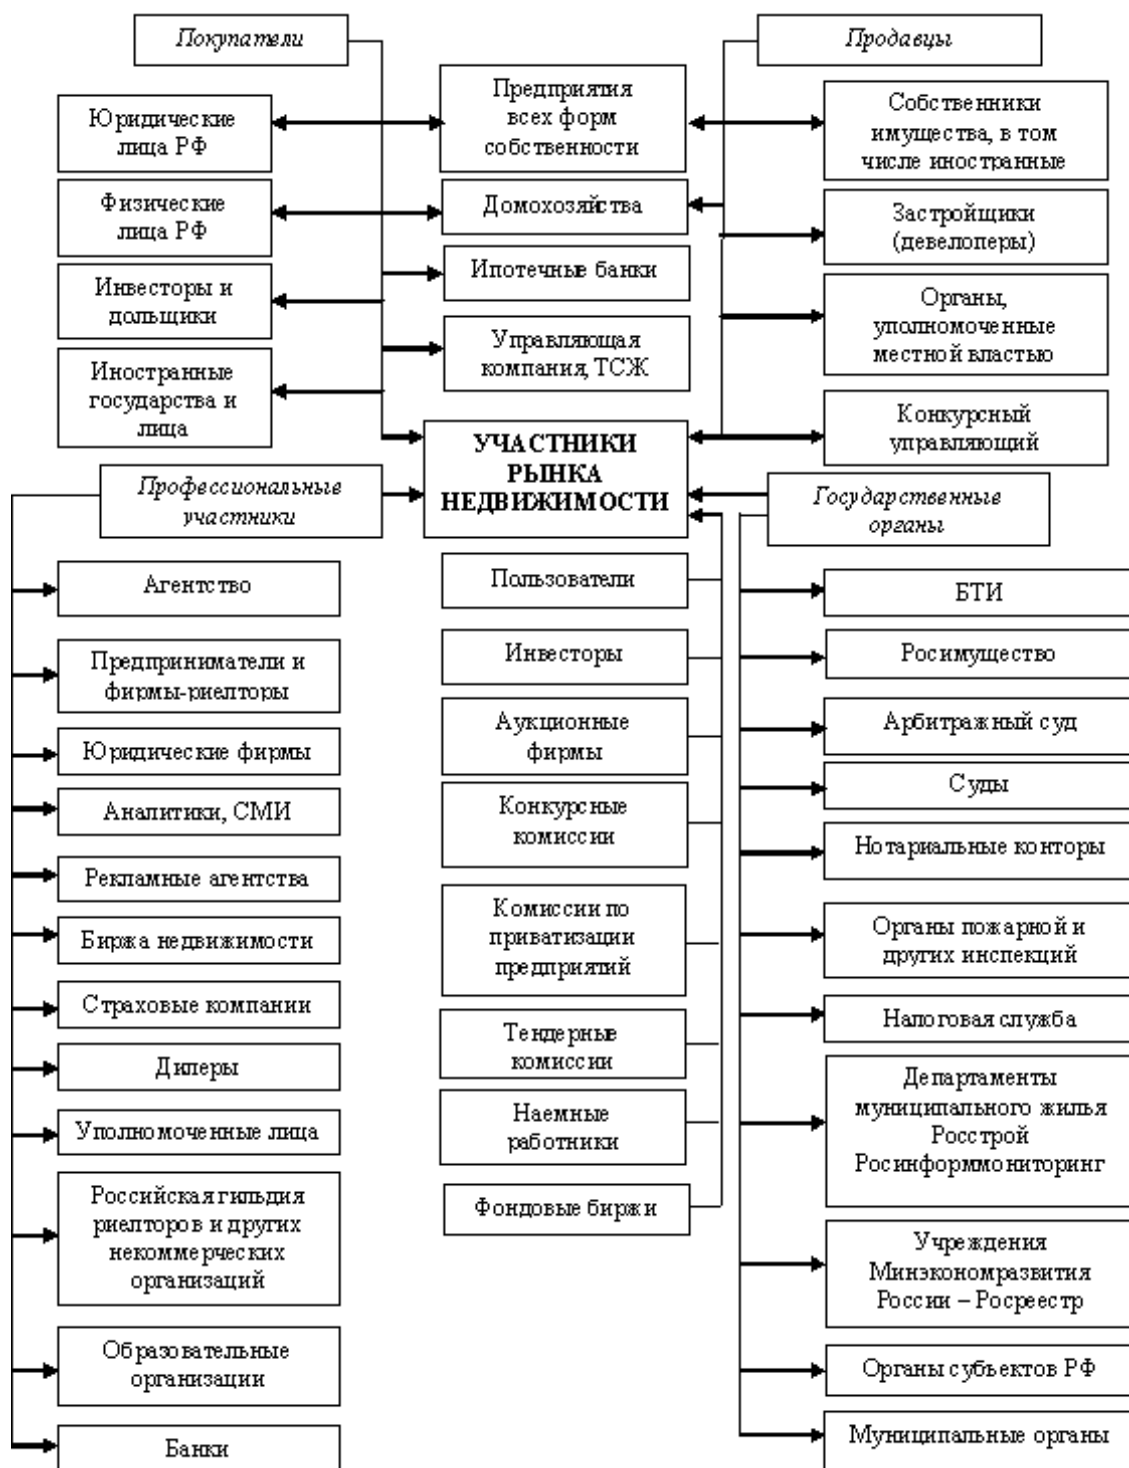 Покупатели
Продавцы
Юридические
лица РФ
Предприятия
всех форм
собственности
Собственники
имущества, в том
числе иностранные
Физические
лица РФ
Домохозяйства
Застройщики
(девелоперы)
Инвесторы и
дольщики
Ипотечные банки
Органы,
уполномоченные
местной властью
Иностранные
государства и
лица
Управляющая
компания, ТСЖ
Конкурсный
управляющий
УЧАСТНИКИ
РЫНКА
НЕДВИЖИМОСТИ
Профессиональные
участники
Государственные
органы
Агентство
Предприниматели и
фирмы-риелторы
Юридические фирмы
Аналитики, СМИ
Рекламные агентства
Биржа недвижимости
Страховые компании
Дилеры
Уполномоченные лица
Российская гильдия
риелторов и других
некоммерческих
организаций
Образовательные
организации
Банки
Пользователи
Инвесторы
Аукционные
фирмы
Конкурсные
комиссии
Комиссии по
приватизации
предприятий
Тендерные
комиссии
Наемные
работники
Фондовые биржи
БТИ
Росимущество
Арбитражный суд
Суды
Нотариальные конторы
Органы пожарной и
других инспекций
Налоговая служба
Департаменты
муниципального жилья
Росстрой
Росинформмониторинг
Учреждения
Минэкономразвития
России – Росреестр
Органы субъектов РФ
Муниципальные органы